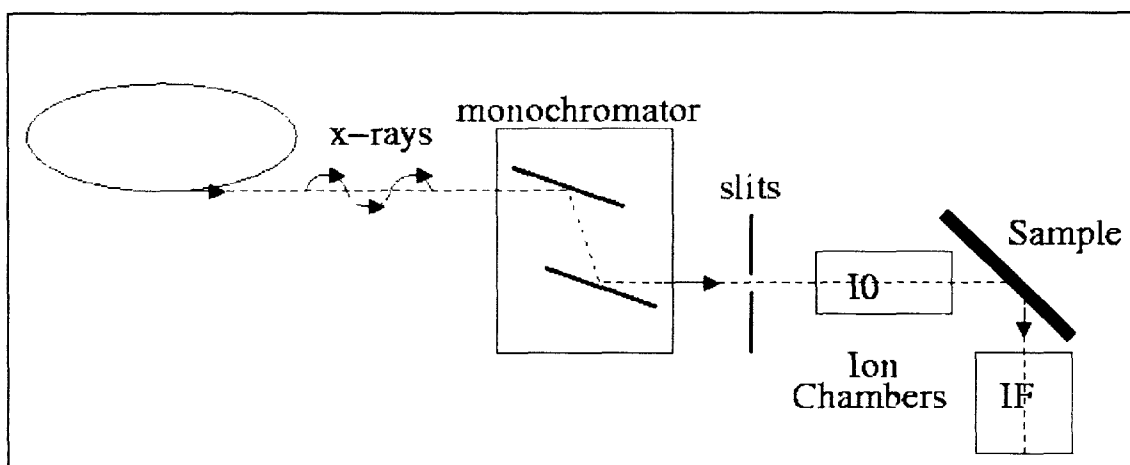 monochromator
x-rays
slits
Sample
I0
Ion
Chambers
IF